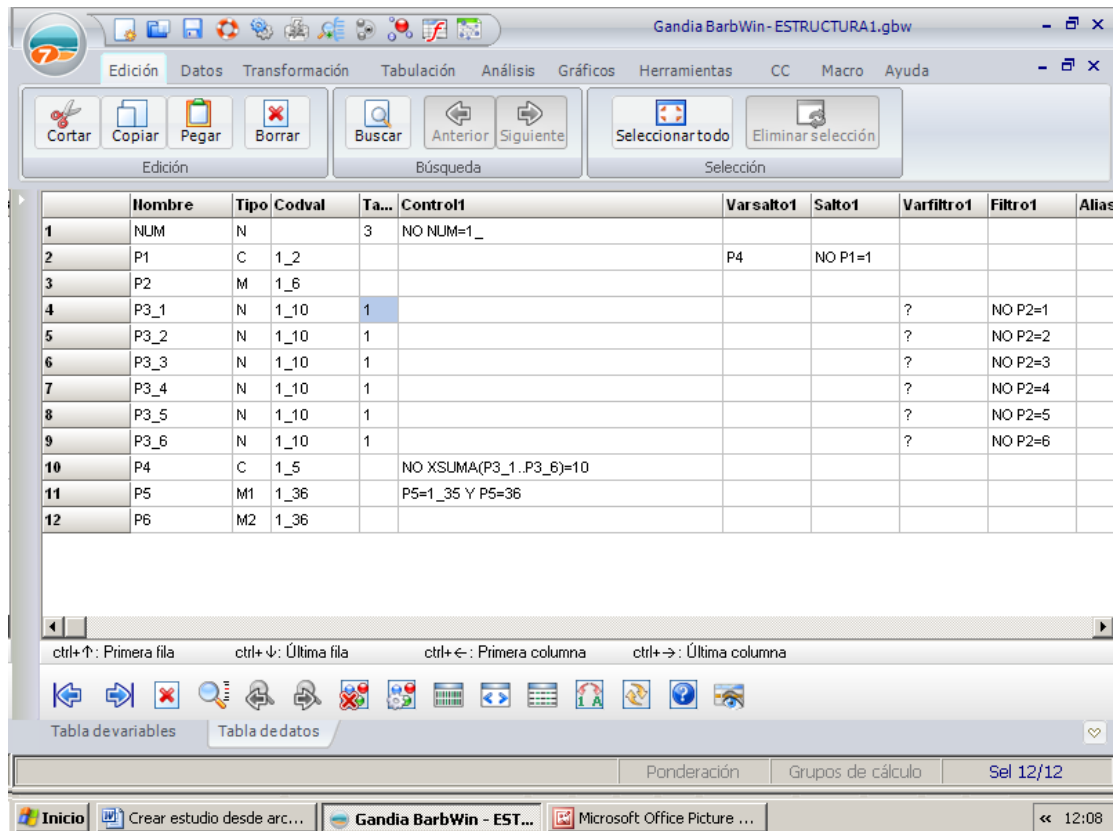 Gandia BarbWin - ESTRUCTURA1.gbw
7
Edición Datos Transformación Tabulación Análisis Gráficos Herramientas CC Macro Ayuda
Cortar Copiar Pegar Borrar Buscar Anterior Siguiente Seleccionar todo Eliminar selección
Edición Búsqueda Selección
Nombre Tipo Codval Ta... Control1 Varsalto1 Salto1 Varfiltro1 Filtro1 Alias
1 NUM N 3 NO NUM=1_
2 P1 C 1_2 P4 NO P1=1
3 P2 M 1_6
4 P3_1 N 1_10 1 ? NO P2=1
5 P3_2 N 1_10 1 ? NO P2=2
6 P3_3 N 1_10 1 ? NO P2=3
7 P3_4 N 1_10 1 ? NO P2=4
8 P3_5 N 1_10 1 ? NO P2=5
9 P3_6 N 1_10 1 ? NO P2=6
10 P4 C 1_5 NO XSUMA(P3_1..P3_6)=10
11 P5 M1 1_36 P5=1_35 Y P5=36
12 P6 M2 1_36
ctrl+↑: Primera fila ctrl+↓: Última fila ctrl+←: Primera columna ctrl+→: Última columna
Tabla de variables Tabla de datos
Ponderación Grupos de cálculo Sel 12/12
Inicio Crear estudio desde arc... Gandia BarbWin - EST... Microsoft Office Picture ... « 12:08